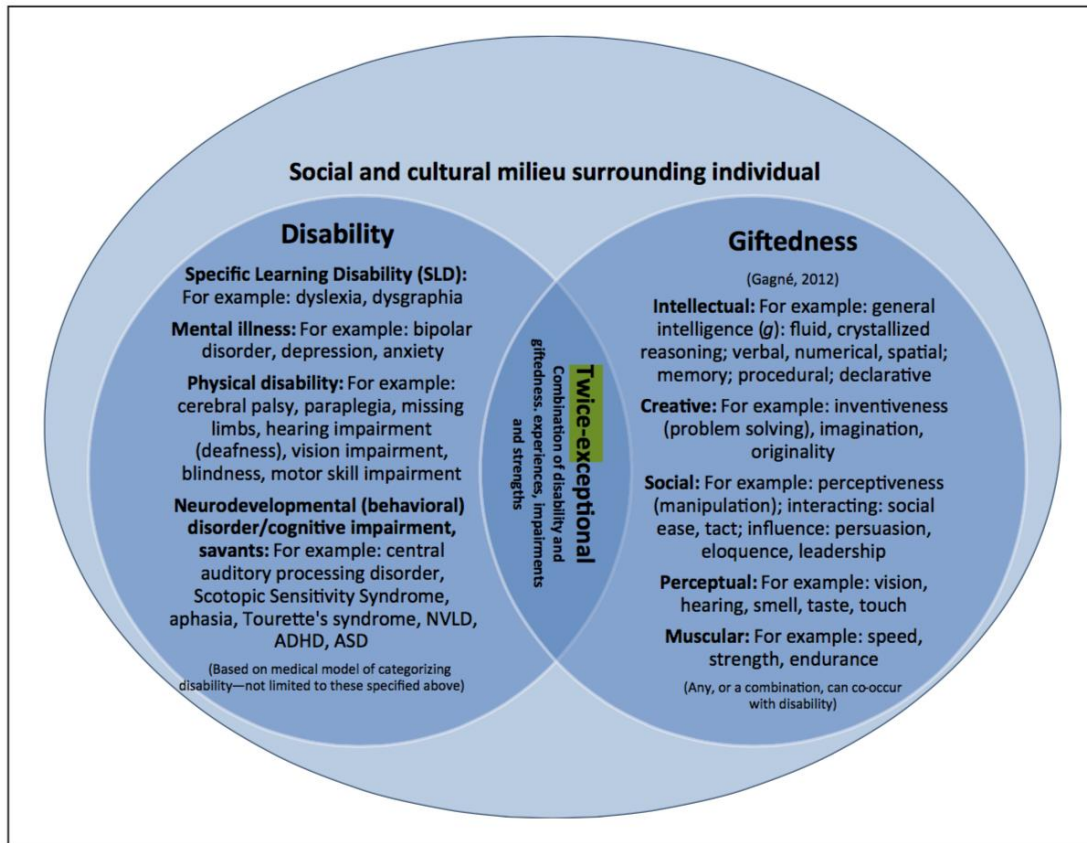 Social and cultural milieu surrounding individual
Disability
Specific Learning Disability (SLD):
For example: dyslexia, dysgraphia
Mental illness: For example: bipolar
disorder, depression, anxiety
Physical disability: For example:
cerebral palsy, paraplegia, missing
limbs, hearing impairment
(deafness), vision impairment,
blindness, motor skill impairment
Neurodevelopmental (behavioral)
disorder/cognitive impairment,
savants: For example: central
auditory processing disorder,
Scotopic Sensitivity Syndrome,
aphasia, Tourette's syndrome, NVLD,
ADHD, ASD
(Based on medical model of categorizing
disability—not limited to these specified above)
Twice-exceptional
Combination of disability and
giftedness. experiences, impairments
and strengths
Giftedness
(Gagné, 2012)
Intellectual: For example: general
intelligence (g): fluid, crystallized
reasoning; verbal, numerical, spatial;
memory; procedural; declarative
Creative: For example: inventiveness
(problem solving), imagination,
originality
Social: For example: perceptiveness
(manipulation); interacting: social
ease, tact; influence: persuasion,
eloquence, leadership
Perceptual: For example: vision,
hearing, smell, taste, touch
Muscular: For example: speed,
strength, endurance
(Any, or a combination, can co-occur
with disability)